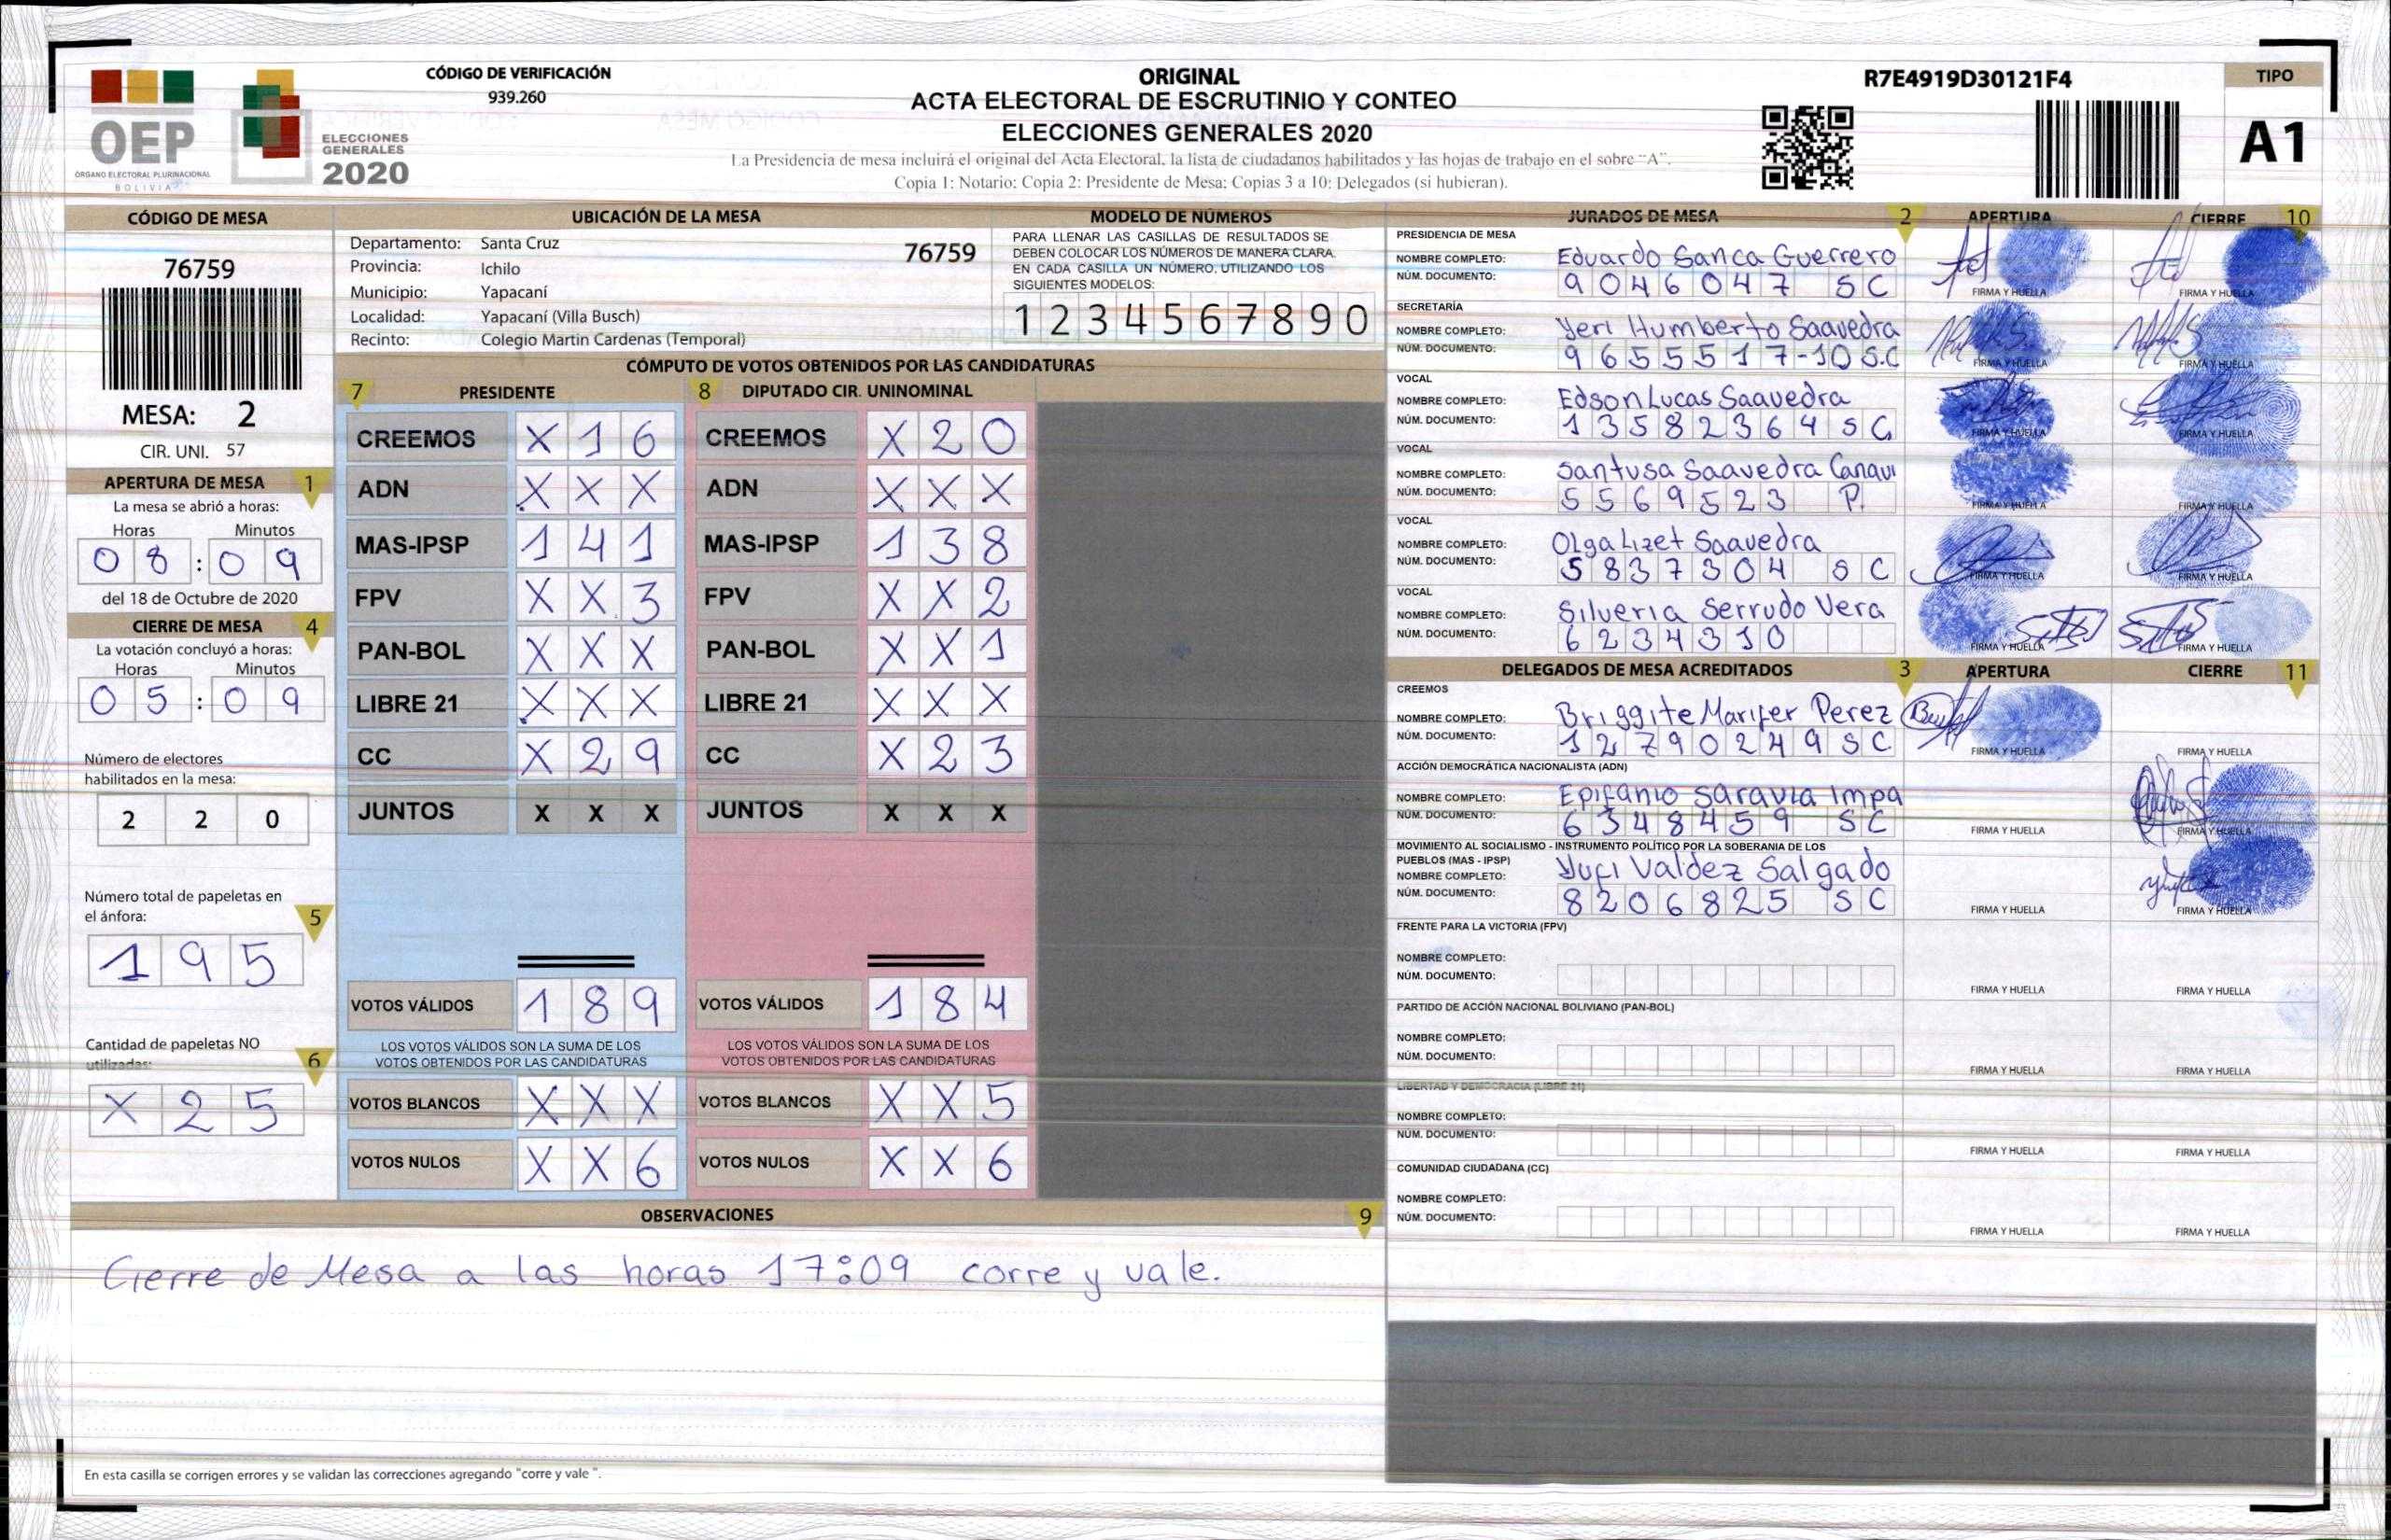 CÓDIGO DE VERIFICACIÓN
939.260
ORIGINAL
ACTA ELECTORAL DE ESCRUTINIO Y CONTEO
ELECCIONES GENERALES 2020
La Presidencia de mesa incluirá el original del Acta Electoral, la lista de ciudadanos habilitados y las hojas de trabajo en el sobre "A".
Copia 1: Notario; Copia 2: Presidente de Mesa; Copias 3 a 10: Delegados (si hubieran).
R7E4919D30121F4
TIPO
A1
OEP
ÓRGANO ELECTORAL PLURINACIONAL
BOLIVIA
ELECCIONES
GENERALES
2020
CÓDIGO DE MESA
76759
MESA: 2
CIR. UNI. 57
APERTURA DE MESA 1
La mesa se abrió a horas:
Horas Minutos
08:09
del 18 de Octubre de 2020
CIERRE DE MESA 4
La votación concluyó a horas:
Horas Minutos
05:09
Número de electores
habilitados en la mesa:
2 2 0
Número total de papeletas en
el ánfora: 5
1 9 5
Cantidad de papeletas NO
utilizadas: 6
X 2 5
UBICACIÓN DE LA MESA
Departamento: Santa Cruz 76759
Provincia: Ichilo
Municipio: Yapacaní
Localidad: Yapacaní (Villa Busch)
Recinto: Colegio Martin Cardenas (Temporal)
MODELO DE NÚMEROS
PARA LLENAR LAS CASILLAS DE RESULTADOS SE
DEBEN COLOCAR LOS NÚMEROS DE MANERA CLARA.
EN CADA CASILLA UN NÚMERO, UTILIZANDO LOS
SIGUIENTES MODELOS:
1 2 3 4 5 6 7 8 9 0
CÓMPUTO DE VOTOS OBTENIDOS POR LAS CANDIDATURAS
7 PRESIDENTE 8 DIPUTADO CIR. UNINOMINAL
CREEMOS X 1 6 CREEMOS X 2 0
ADN X X X ADN X X X
MAS-IPSP 1 4 1 MAS-IPSP 1 3 8
FPV X X 3 FPV X X 2
PAN-BOL X X X PAN-BOL X X 1
LIBRE 21 X X X LIBRE 21 X X X
CC X 2 9 CC X 2 3
JUNTOS X X X JUNTOS X X X
VOTOS VÁLIDOS 1 8 9 VOTOS VÁLIDOS 1 8 4
LOS VOTOS VÁLIDOS SON LA SUMA DE LOS LOS VOTOS VÁLIDOS SON LA SUMA DE LOS
VOTOS OBTENIDOS POR LAS CANDIDATURAS VOTOS OBTENIDOS POR LAS CANDIDATURAS
VOTOS BLANCOS X X X VOTOS BLANCOS X X 5
VOTOS NULOS X X 6 VOTOS NULOS X X 6
OBSERVACIONES 9
Cierre de Mesa a las horas 17:09 corre y vale.
En esta casilla se corrigen errores y se validan las correcciones agregando "corre y vale ".
JURADOS DE MESA 2 APERTURA CIERRE 10
PRESIDENCIA DE MESA
NOMBRE COMPLETO: Eduardo Sanca Guerrero
NÚM. DOCUMENTO: 9046047 SC FIRMA Y HUELLA FIRMA Y HUELLA
SECRETARÍA
NOMBRE COMPLETO: Yeri Humberto Saavedra
NÚM. DOCUMENTO: 9655517-10 S.C FIRMA Y HUELLA FIRMA Y HUELLA
VOCAL
NOMBRE COMPLETO: Edson Lucas Saavedra
NÚM. DOCUMENTO: 13582364 SC FIRMA Y HUELLA FIRMA Y HUELLA
VOCAL
NOMBRE COMPLETO: Santusa Saavedra Canqui
NÚM. DOCUMENTO: 5569523 P. FIRMA Y HUELLA FIRMA Y HUELLA
VOCAL
NOMBRE COMPLETO: Olga Lizet Saavedra
NÚM. DOCUMENTO: 5837304 SC FIRMA Y HUELLA FIRMA Y HUELLA
VOCAL
NOMBRE COMPLETO: Silveria Serrudo Vera
NÚM. DOCUMENTO: 6234310 FIRMA Y HUELLA FIRMA Y HUELLA
DELEGADOS DE MESA ACREDITADOS 3 APERTURA CIERRE 11
CREEMOS
NOMBRE COMPLETO: Briggite Marifer Perez
NÚM. DOCUMENTO: 12790249 SC FIRMA Y HUELLA FIRMA Y HUELLA
ACCIÓN DEMOCRÁTICA NACIONALISTA (ADN)
NOMBRE COMPLETO: Epifanio Saravia Impa
NÚM. DOCUMENTO: 6348459 SC FIRMA Y HUELLA FIRMA Y HUELLA
MOVIMIENTO AL SOCIALISMO - INSTRUMENTO POLÍTICO POR LA SOBERANIA DE LOS
PUEBLOS (MAS - IPSP)
NOMBRE COMPLETO: Yuri Valdez Salgado
NÚM. DOCUMENTO: 8206825 SC FIRMA Y HUELLA FIRMA Y HUELLA
FRENTE PARA LA VICTORIA (FPV)
NOMBRE COMPLETO:
NÚM. DOCUMENTO: FIRMA Y HUELLA FIRMA Y HUELLA
PARTIDO DE ACCIÓN NACIONAL BOLIVIANO (PAN-BOL)
NOMBRE COMPLETO:
NÚM. DOCUMENTO: FIRMA Y HUELLA FIRMA Y HUELLA
LIBERTAD Y DEMOCRACIA (LIBRE 21)
NOMBRE COMPLETO:
NÚM. DOCUMENTO: FIRMA Y HUELLA FIRMA Y HUELLA
COMUNIDAD CIUDADANA (CC)
NOMBRE COMPLETO:
NÚM. DOCUMENTO: FIRMA Y HUELLA FIRMA Y HUELLA